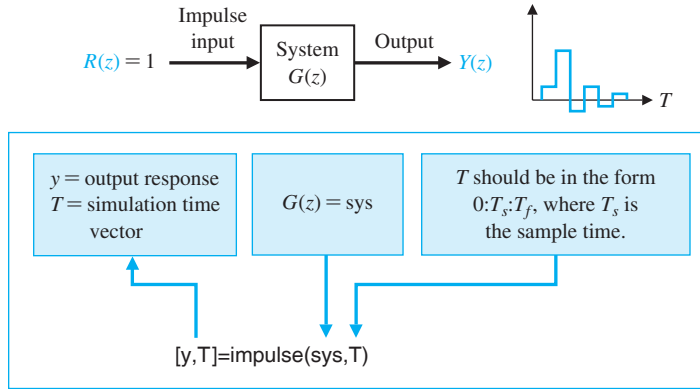 Impulse
input
R(z) = 1
System
G(z)
Output
Y(z)
T
y = output response
T = simulation time
vector
G(z) = sys
T should be in the form
0:Tₛ:T_f, where Tₛ is
the sample time.
[y,T]=impulse(sys,T)